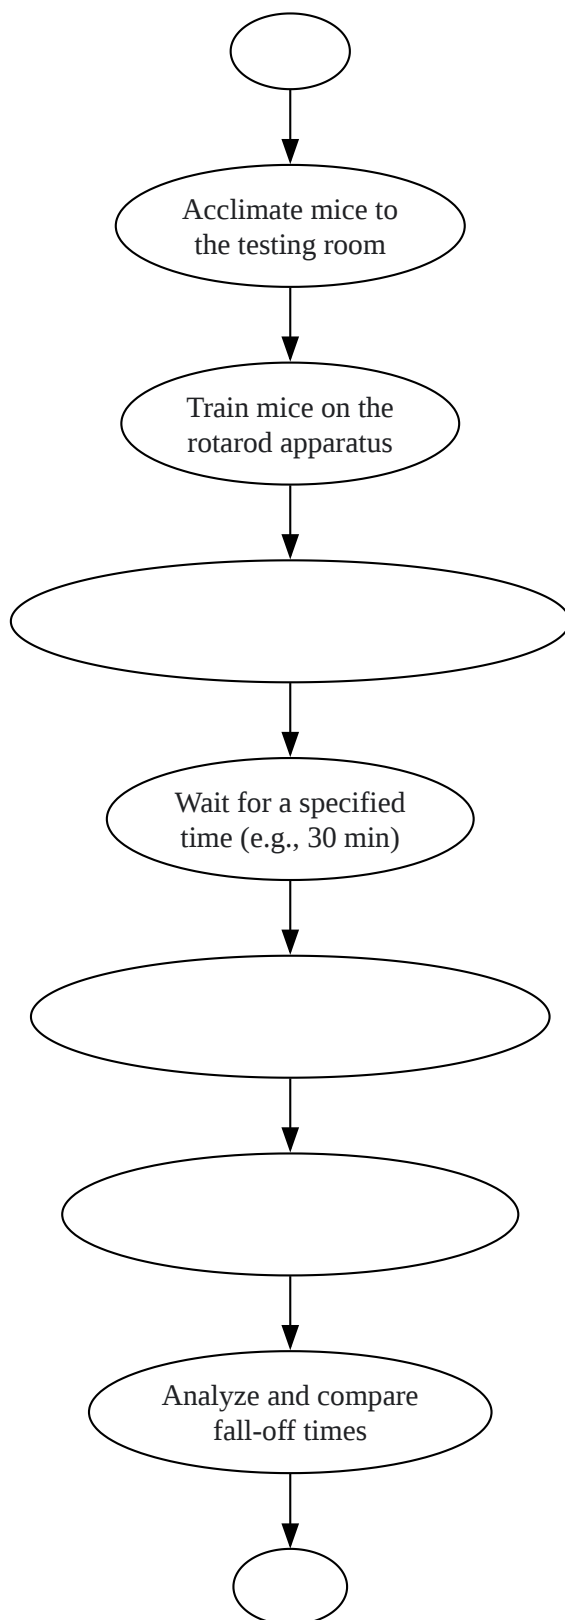 Acclimate mice to
the testing room
Train mice on the
rotarod apparatus
Wait for a specified
time (e.g., 30 min)
Analyze and compare
fall-off times